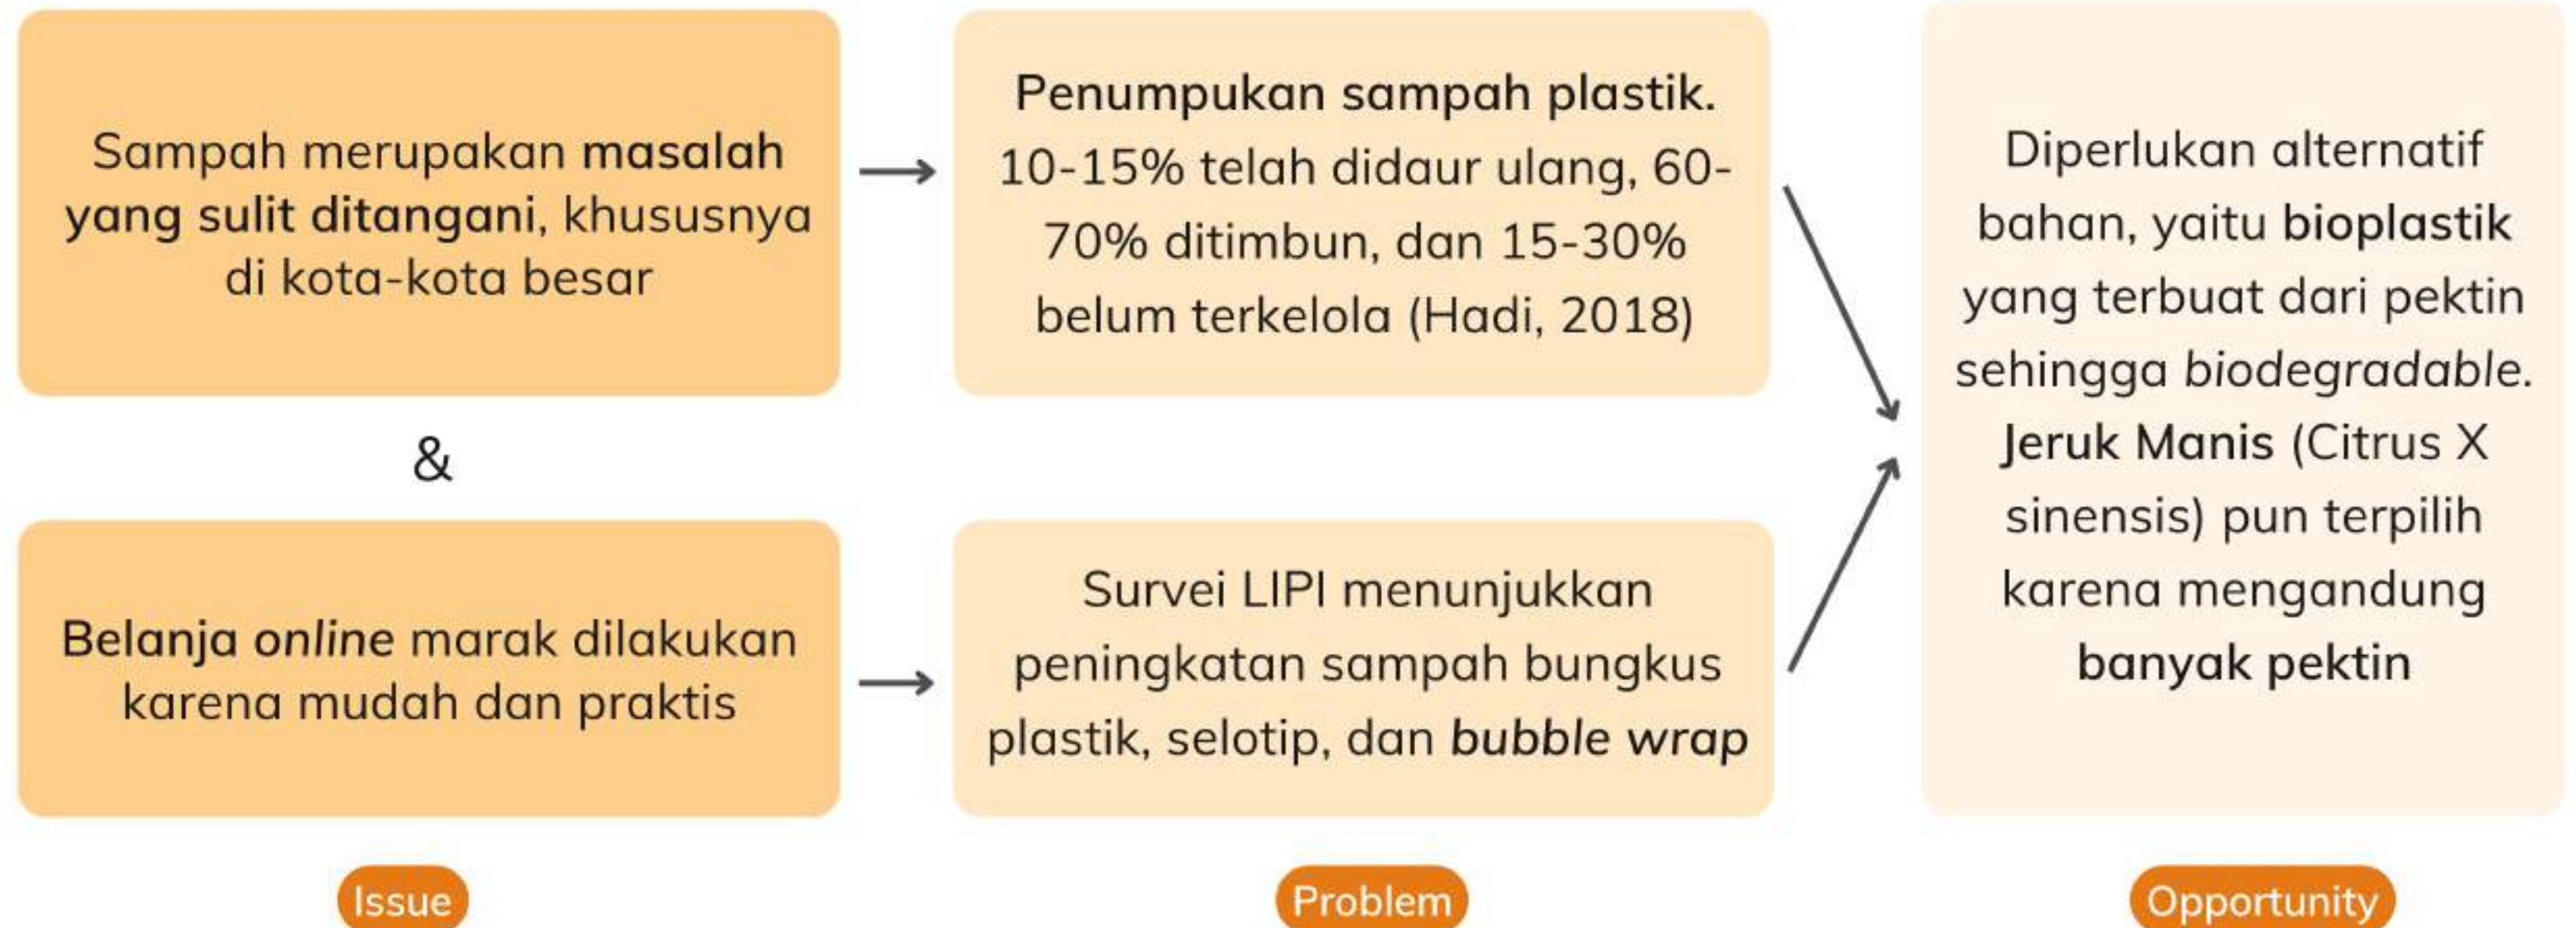 Sampah merupakan masalah
yang sulit ditangani, khususnya
di kota-kota besar
&
Belanja online marak dilakukan
karena mudah dan praktis
Issue
Penumpukan sampah plastik.
10-15% telah didaur ulang, 60-
70% ditimbun, dan 15-30%
belum terkelola (Hadi, 2018)
Survei LIPI menunjukkan
peningkatan sampah bungkus
plastik, selotip, dan bubble wrap
Problem
Diperlukan alternatif
bahan, yaitu bioplastik
yang terbuat dari pektin
sehingga biodegradable.
Jeruk Manis (Citrus X
sinensis) pun terpilih
karena mengandung
banyak pektin
Opportunity